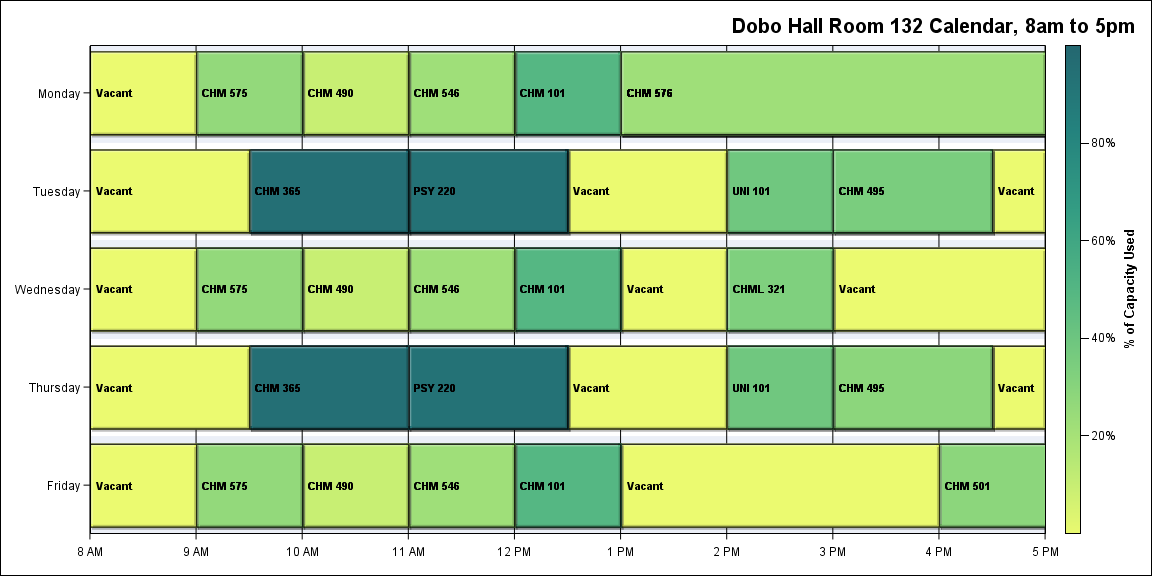 Dobo Hall Room 132 Calendar, 8am to 5pm
Monday
Vacant
CHM 575
CHM 490
CHM 546
CHM 101
CHM 576
Tuesday
Vacant
CHM 365
PSY 220
Vacant
UNI 101
CHM 495
Vacant
Wednesday
Vacant
CHM 575
CHM 490
CHM 546
CHM 101
Vacant
CHML 321
Vacant
Thursday
Vacant
CHM 365
PSY 220
Vacant
UNI 101
CHM 495
Vacant
Friday
Vacant
CHM 575
CHM 490
CHM 546
CHM 101
Vacant
CHM 501
8 AM
9 AM
10 AM
11 AM
12 PM
1 PM
2 PM
3 PM
4 PM
5 PM
80%
60%
40%
20%
% of Capacity Used